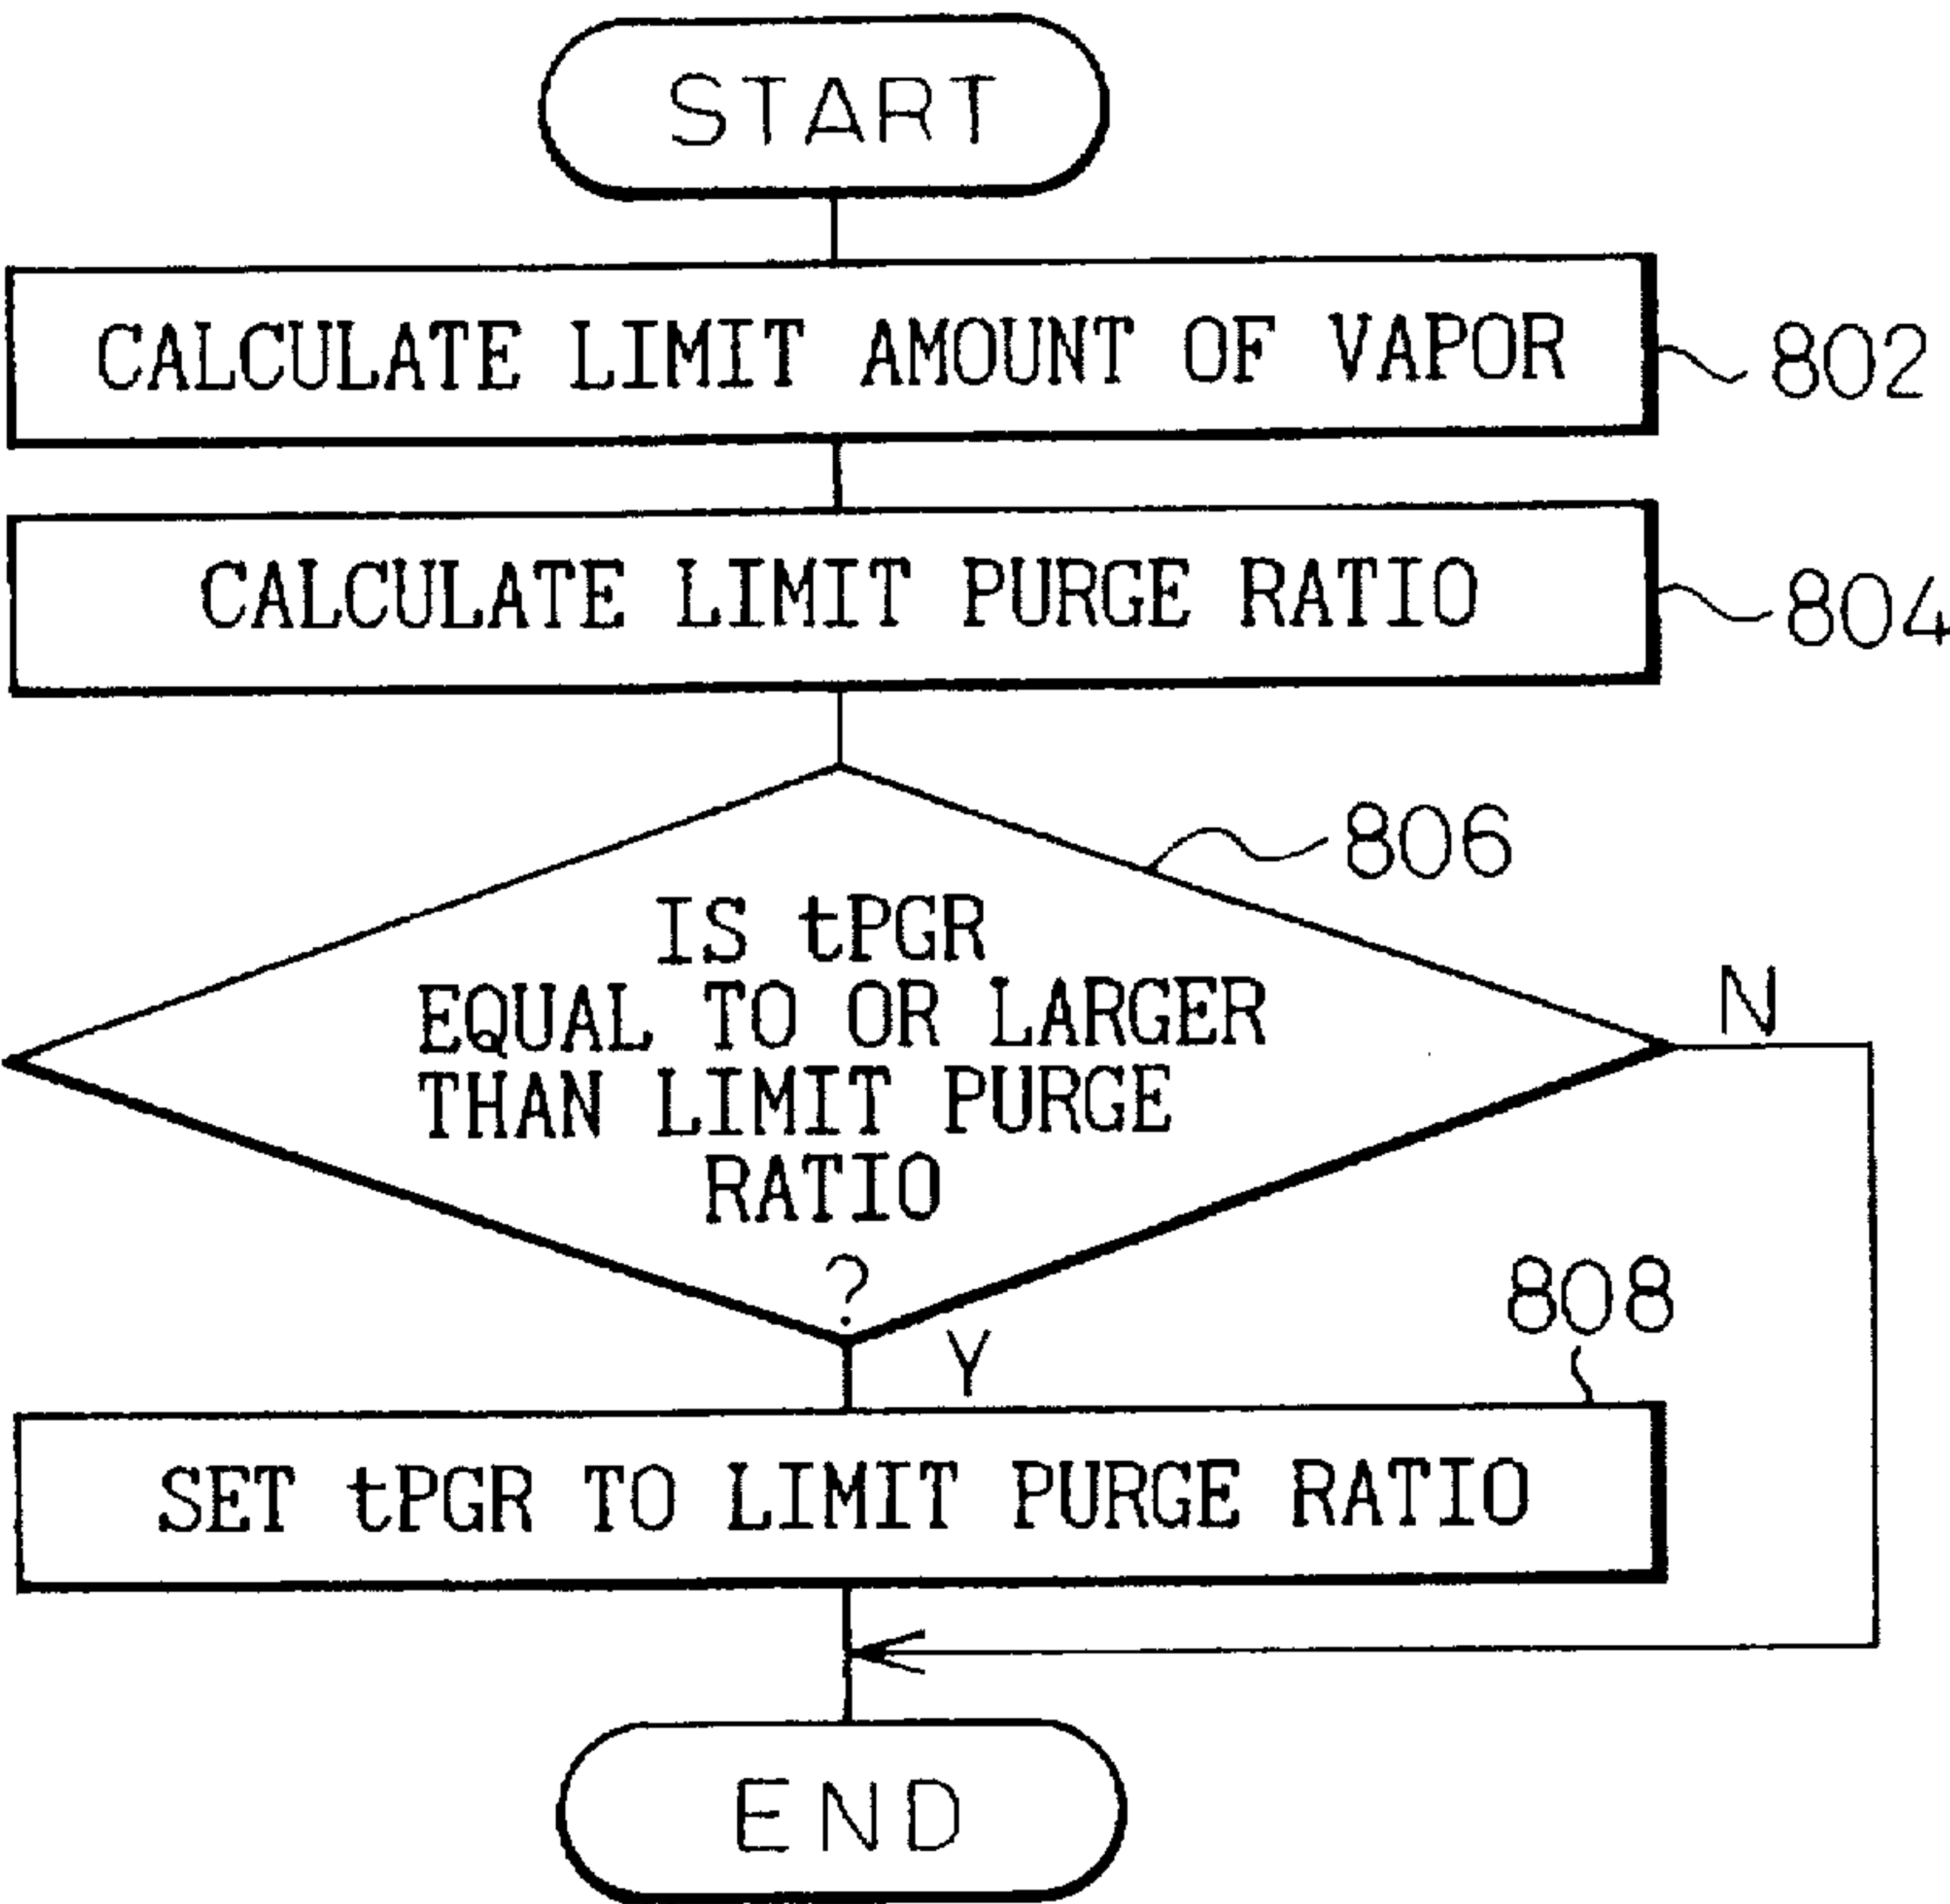 START
CALCULATE LIMIT AMOUNT OF VAPOR
802
CALCULATE LIMIT PURGE RATIO
804
806
IS tPGR
EQUAL TO OR LARGER
THAN LIMIT PURGE
RATIO
?
N
Y
808
SET tPGR TO LIMIT PURGE RATIO
END